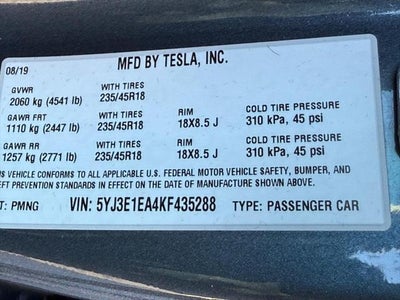 MFD BY TESLA, INC.
08/19
GVWR WITH TIRES
2060 kg (4541 lb) 235/45R18
GAWR FRT WITH TIRES RIM COLD TIRE PRESSURE
1110 kg (2447 lb) 235/45R18 18X8.5 J 310 kPa, 45 psi
GAWR RR WITH TIRES RIM COLD TIRE PRESSURE
1257 kg (2771 lb) 235/45R18 18X8.5 J 310 kPa, 45 psi
VEHICLE CONFORMS TO ALL APPLICABLE U.S. FEDERAL MOTOR VEHICLE SAFETY, BUMPER, AND
PREVENTION STANDARDS IN EFFECT ON THE DATE OF MANUFACTURE SHOWN ABOVE.
T: PMNG VIN: 5YJ3E1EA4KF435288 TYPE: PASSENGER CAR